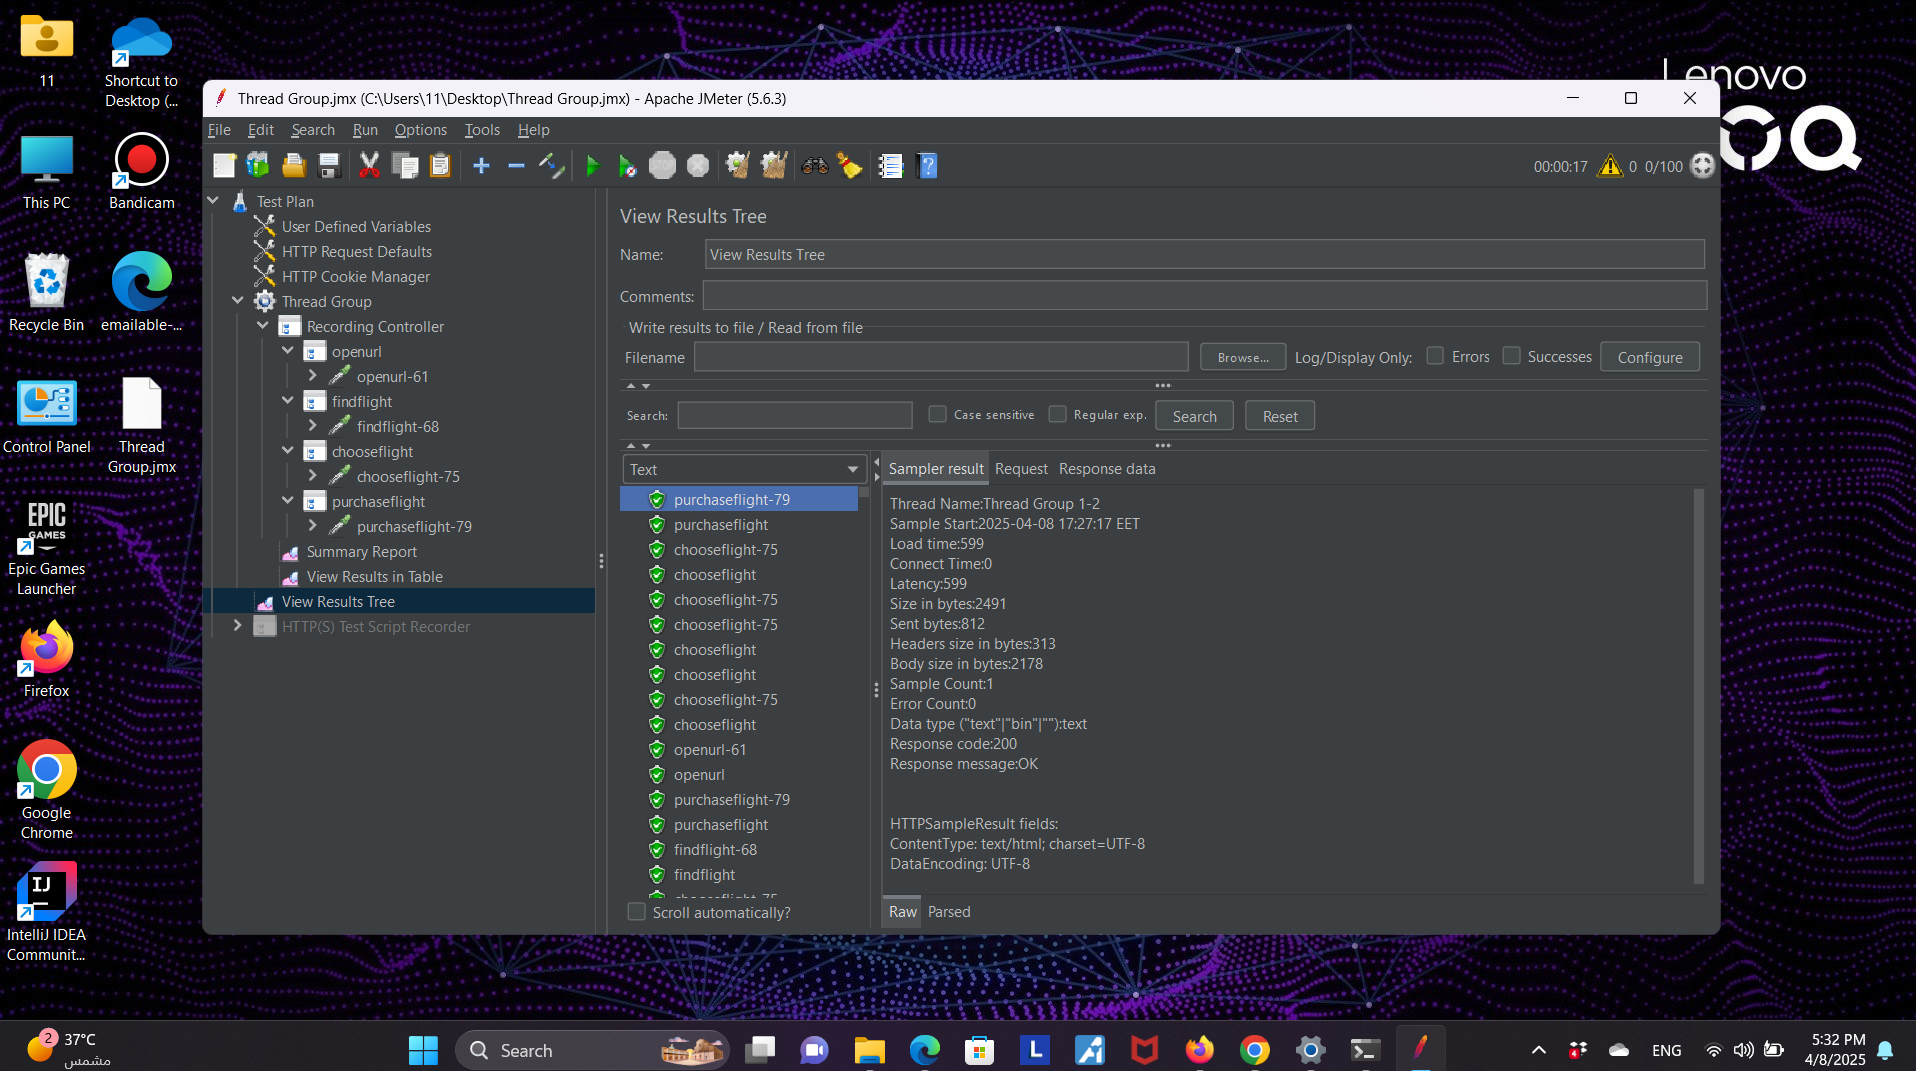 11
Shortcut to
Desktop (...
This PC
Bandicam
Recycle Bin
emailable-...
Control Panel
Thread
Group.jmx
EPIC
GAMES
Epic Games
Launcher
Firefox
Google
Chrome
IJ
IntelliJ IDEA
Communit...
Lenovo
Thread Group.jmx (C:\Users\11\Desktop\Thread Group.jmx) - Apache JMeter (5.6.3)
File Edit Search Run Options Tools Help
STOP
00:00:17 0 0/100
Test Plan
User Defined Variables
HTTP Request Defaults
HTTP Cookie Manager
Thread Group
Recording Controller
openurl
openurl-61
findflight
findflight-68
chooseflight
chooseflight-75
purchaseflight
purchaseflight-79
Summary Report
View Results in Table
View Results Tree
HTTP(S) Test Script Recorder
View Results Tree
Name: View Results Tree
Comments:
Write results to file / Read from file
Filename Browse... Log/Display Only: Errors Successes Configure
Search: Case sensitive Regular exp. Search Reset
Text
purchaseflight-79
purchaseflight
chooseflight-75
chooseflight
chooseflight-75
chooseflight-75
chooseflight
chooseflight
chooseflight-75
chooseflight
openurl-61
openurl
purchaseflight-79
purchaseflight
findflight-68
findflight
chooseflight-75
Scroll automatically?
Sampler result Request Response data
Thread Name:Thread Group 1-2
Sample Start:2025-04-08 17:27:17 EET
Load time:599
Connect Time:0
Latency:599
Size in bytes:2491
Sent bytes:812
Headers size in bytes:313
Body size in bytes:2178
Sample Count:1
Error Count:0
Data type ("text"|"bin"|""):text
Response code:200
Response message:OK
HTTPSampleResult fields:
ContentType: text/html; charset=UTF-8
DataEncoding: UTF-8
Raw Parsed
2
37°C
مشمس
Search
L
4
ENG
5:32 PM
4/8/2025